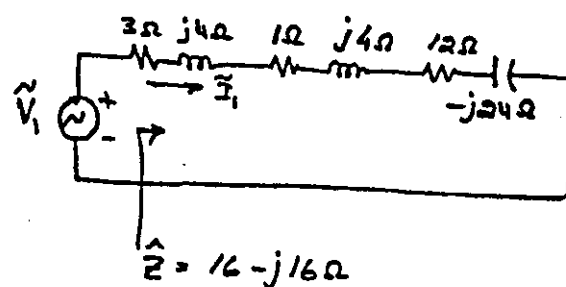 3Ω j4Ω 1Ω j4Ω 12Ω
Ĩ₁ -j24Ω
Ṽ₁ + -
Ẑ = 16 - j16Ω